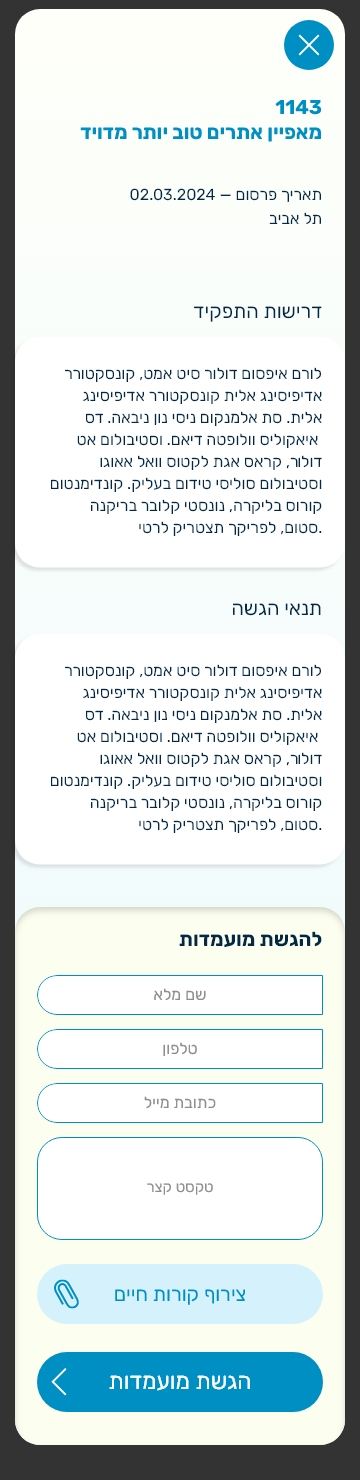 1143
מאפיין אתרים טוב יותר מדויד
תאריך פרסום – 02.03.2024
תל אביב
דרישות התפקיד
לורם איפסום דולור סיט אמט, קונסקטורר
אדיפיסינג אלית קונסקטורר אדיפיסינג
אלית. סת אלמנקום ניסי נון ניבאה. דס
איאקוליס וולופטה דיאם. וסטיבולום אט
דולור, קראס אגת לקטוס וואל אאוגו
וסטיבולום סוליסי טידום בעליק. קונדימנטום
קורוס בליקרה, נונסטי קלובר בריקנה
סטום, לפריקך תצטריק לרטי.
תנאי הגשה
לורם איפסום דולור סיט אמט, קונסקטורר
אדיפיסינג אלית קונסקטורר אדיפיסינג
אלית. סת אלמנקום ניסי נון ניבאה. דס
איאקוליס וולופטה דיאם. וסטיבולום אט
דולור, קראס אגת לקטוס וואל אאוגו
וסטיבולום סוליסי טידום בעליק. קונדימנטום
קורוס בליקרה, נונסטי קלובר בריקנה
סטום, לפריקך תצטריק לרטי.
להגשת מועמדות
שם מלא
טלפון
כתובת מייל
טקסט קצר
צירוף קורות חיים
הגשת מועמדות